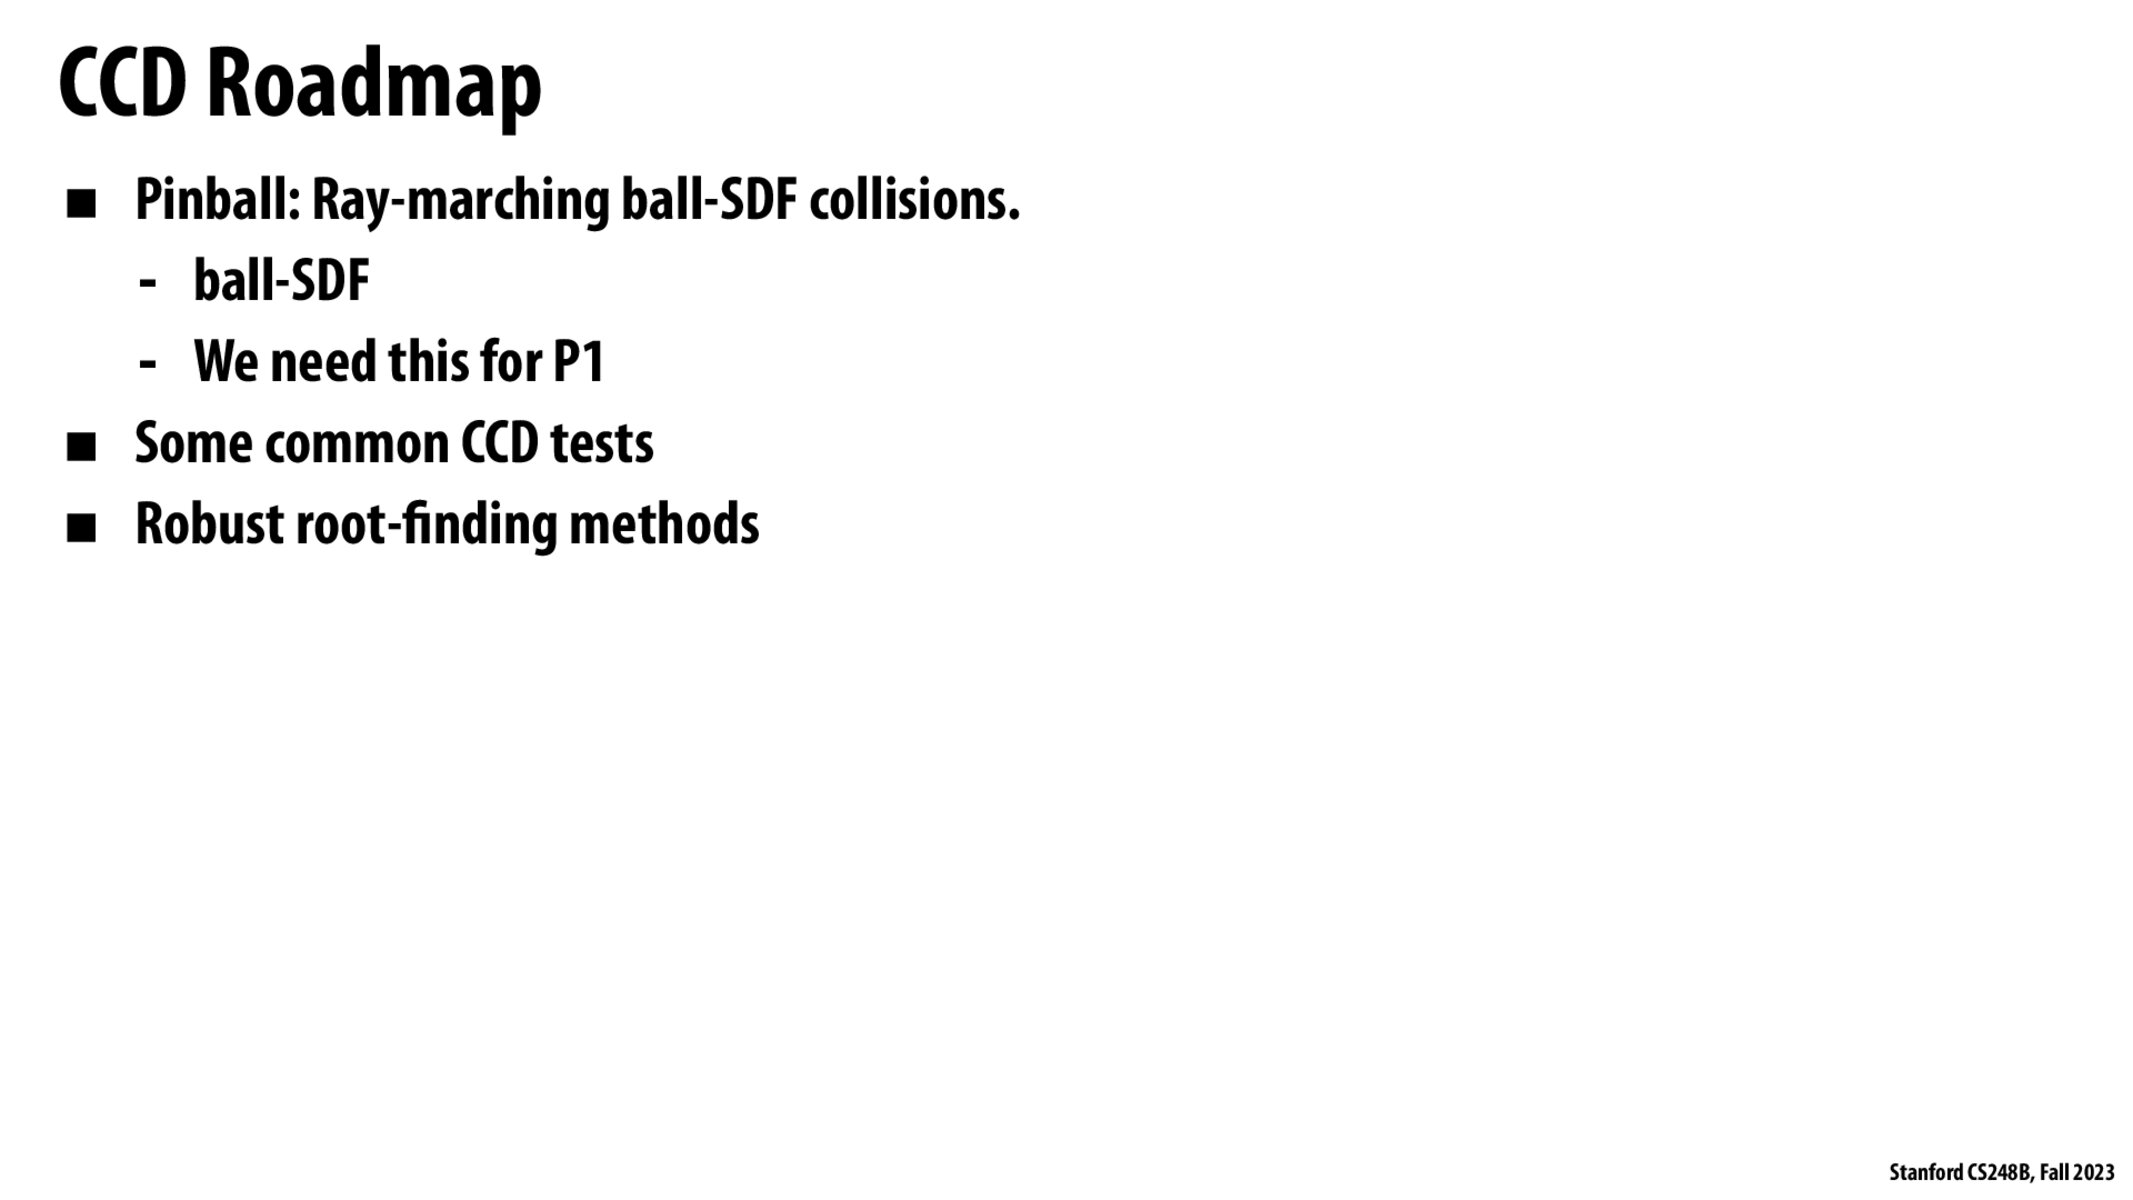 CCD Roadmap
■ Pinball: Ray-marching ball-SDF collisions.
- ball-SDF
- We need this for P1
■ Some common CCD tests
■ Robust root-finding methods
Stanford CS248B, Fall 2023